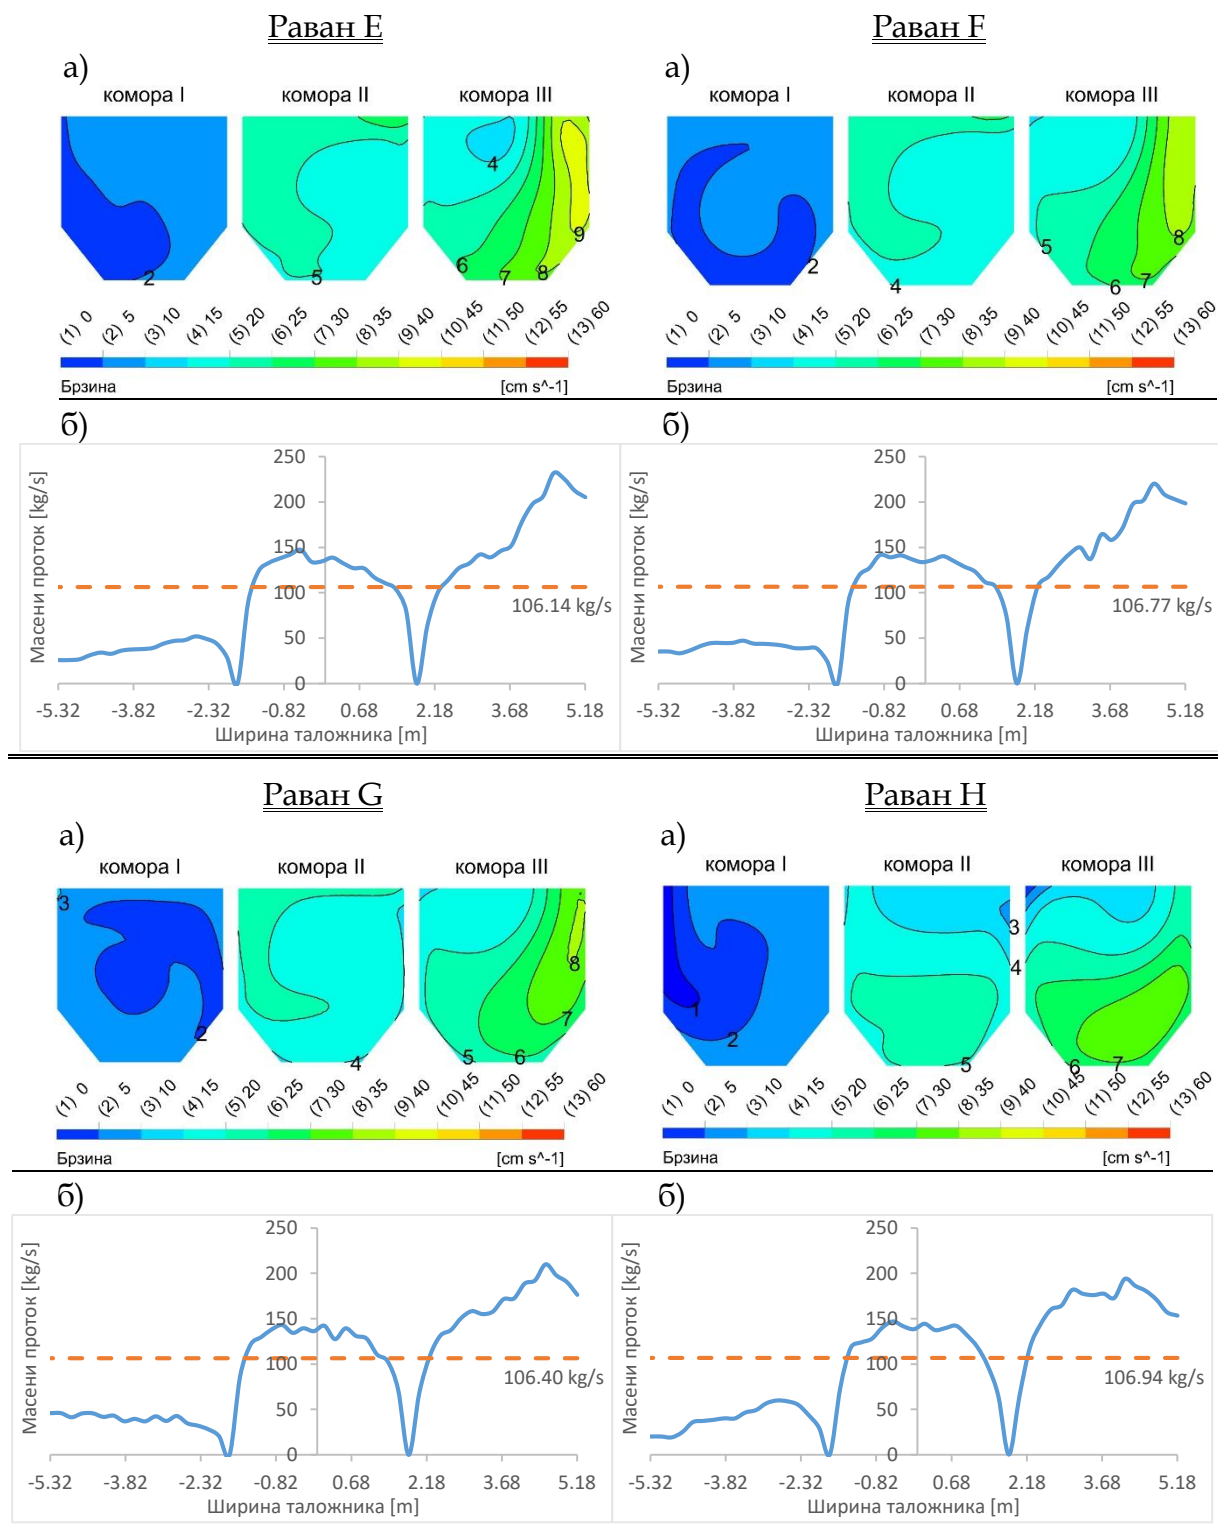 Раван E
а)
комора I комора II комора III
4
9
2 5 6 7 8
(1) 0 (2) 5 (3) 10 (4) 15 (5) 20 (6) 25 (7) 30 (8) 35 (9) 40 (10) 45 (11) 50 (12) 55 (13) 60
Брзина [cm s^-1]
б)
Масени проток [kg/s]
250
200
150
100
50
0
106.14 kg/s
-5.32 -3.82 -2.32 -0.82 0.68 2.18 3.68 5.18
Ширина таложника [m]
Раван F
а)
комора I комора II комора III
5 8
2 4 6 7
(1) 0 (2) 5 (3) 10 (4) 15 (5) 20 (6) 25 (7) 30 (8) 35 (9) 40 (10) 45 (11) 50 (12) 55 (13) 60
Брзина [cm s^-1]
б)
Масени проток [kg/s]
250
200
150
100
50
0
106.77 kg/s
-5.32 -3.82 -2.32 -0.82 0.68 2.18 3.68 5.18
Ширина таложника [m]
Раван G
а)
комора I комора II комора III
3
8
7
2 4 5 6
(1) 0 (2) 5 (3) 10 (4) 15 (5) 20 (6) 25 (7) 30 (8) 35 (9) 40 (10) 45 (11) 50 (12) 55 (13) 60
Брзина [cm s^-1]
б)
Масени проток [kg/s]
250
200
150
100
50
0
106.40 kg/s
-5.32 -3.82 -2.32 -0.82 0.68 2.18 3.68 5.18
Ширина таложника [m]
Раван H
а)
комора I комора II комора III
3
4
1
2 5 6 7
(1) 0 (2) 5 (3) 10 (4) 15 (5) 20 (6) 25 (7) 30 (8) 35 (9) 40 (10) 45 (11) 50 (12) 55 (13) 60
Брзина [cm s^-1]
б)
Масени проток [kg/s]
250
200
150
100
50
0
106.94 kg/s
-5.32 -3.82 -2.32 -0.82 0.68 2.18 3.68 5.18
Ширина таложника [m]